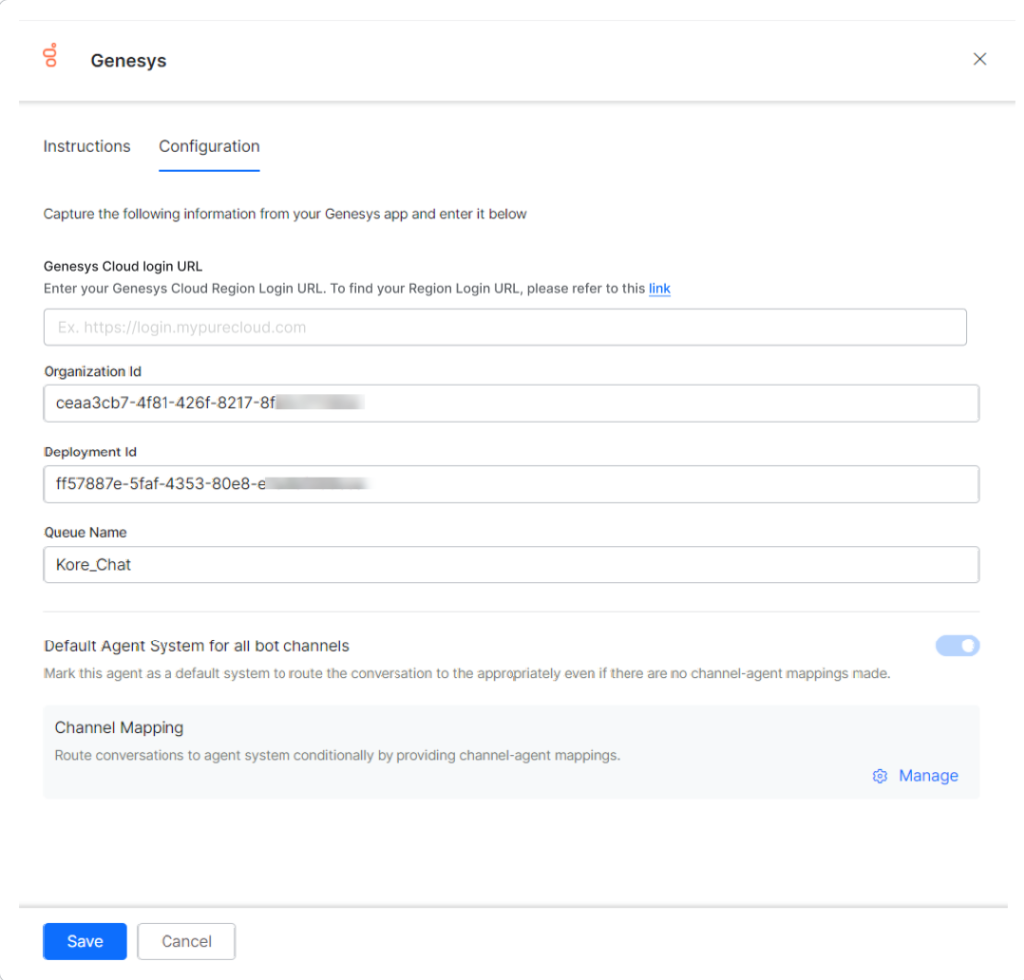 Genesys
Instructions Configuration
Capture the following information from your Genesys app and enter it below
Genesys Cloud login URL
Enter your Genesys Cloud Region Login URL. To find your Region Login URL, please refer to this link
Ex. https://login.mypurecloud.com
Organization Id
ceaa3cb7-4f81-426f-8217-8f
Deployment Id
ff57887e-5faf-4353-80e8-e
Queue Name
Kore_Chat
Default Agent System for all bot channels
Mark this agent as a default system to route the conversation to the appropriately even if there are no channel-agent mappings made.
Channel Mapping
Route conversations to agent system conditionally by providing channel-agent mappings.
Manage
Save Cancel